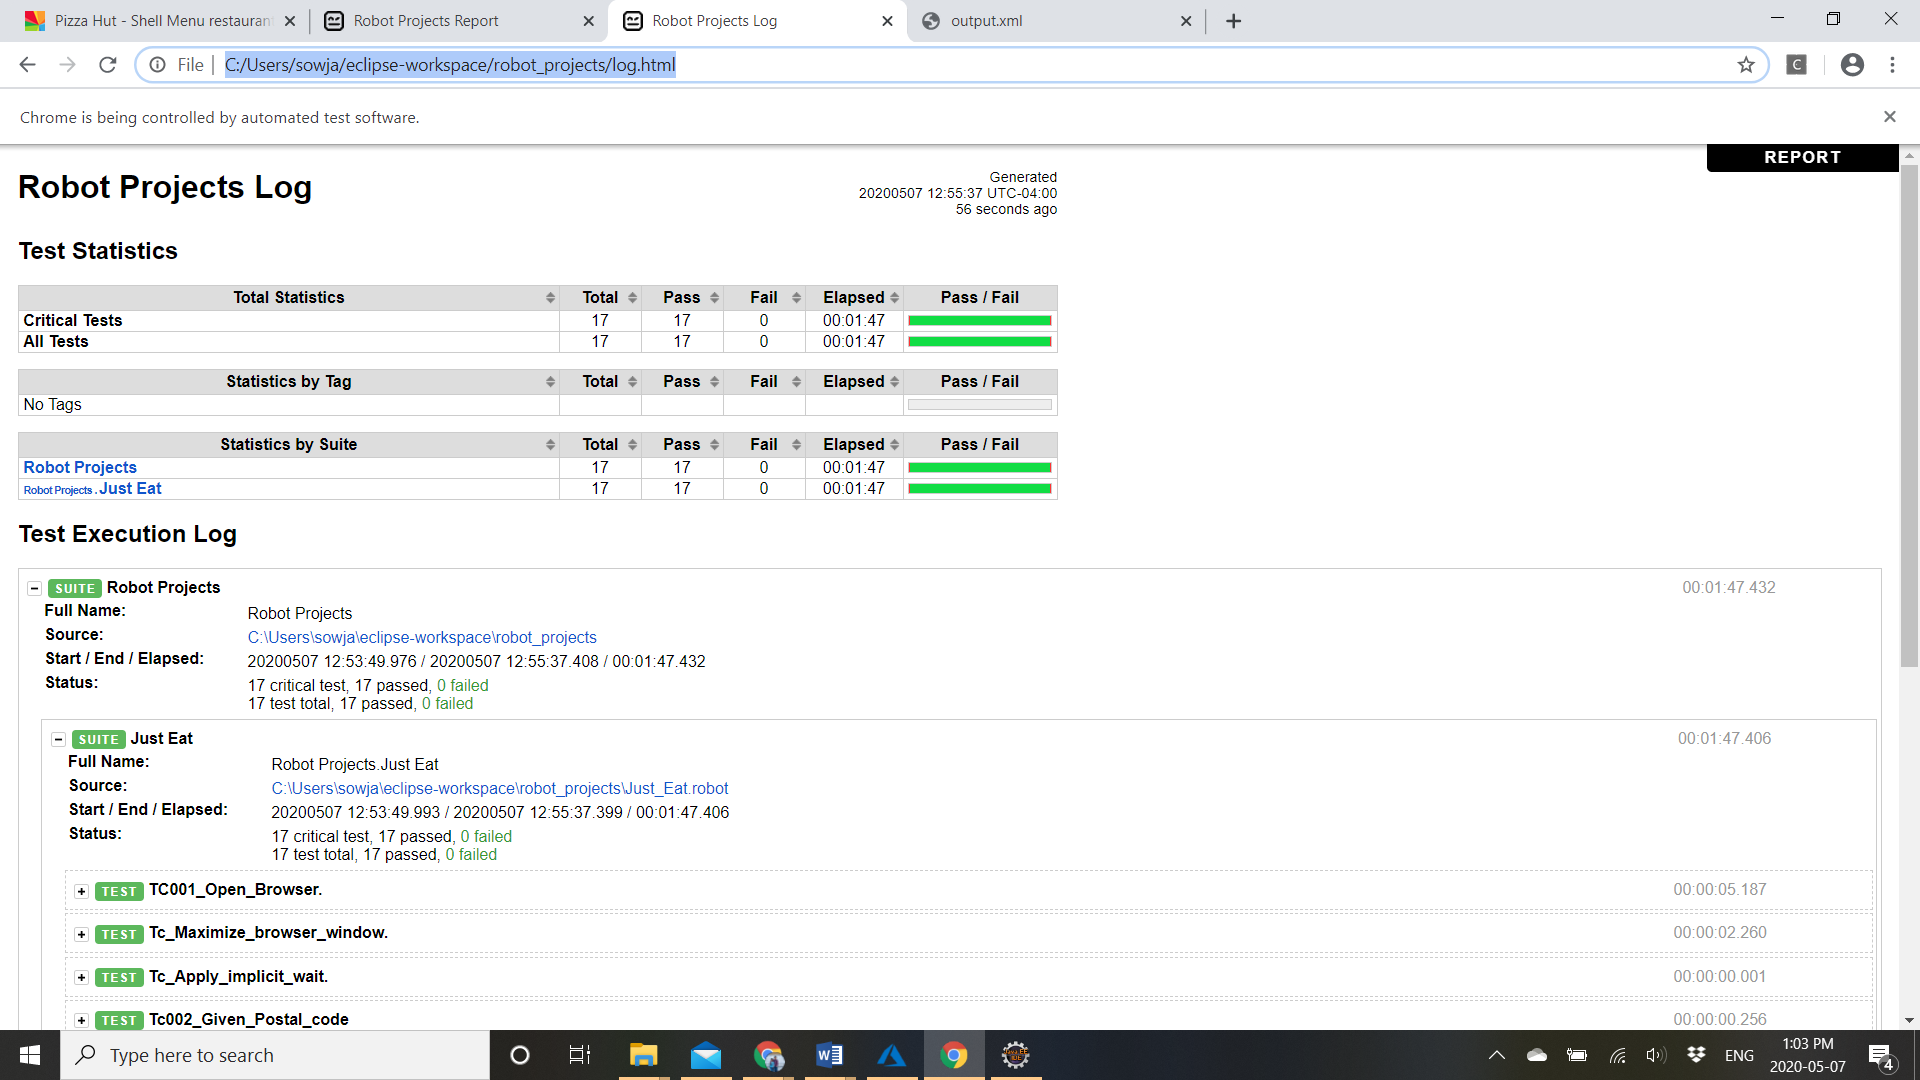 Pizza Hut - Shell Menu restaurant
Robot Projects Report
Robot Projects Log
output.xml
File
C:/Users/sowja/eclipse-workspace/robot_projects/log.html
C
Chrome is being controlled by automated test software.
REPORT
Robot Projects Log
Generated
20200507 12:55:37 UTC-04:00
56 seconds ago
Test Statistics
Total Statistics Total Pass Fail Elapsed Pass / Fail
Critical Tests 17 17 0 00:01:47
All Tests 17 17 0 00:01:47
Statistics by Tag Total Pass Fail Elapsed Pass / Fail
No Tags
Statistics by Suite Total Pass Fail Elapsed Pass / Fail
Robot Projects 17 17 0 00:01:47
Robot Projects . Just Eat 17 17 0 00:01:47
Test Execution Log
SUITE Robot Projects 00:01:47.432
Full Name: Robot Projects
Source: C:\Users\sowja\eclipse-workspace\robot_projects
Start / End / Elapsed: 20200507 12:53:49.976 / 20200507 12:55:37.408 / 00:01:47.432
Status: 17 critical test, 17 passed, 0 failed
17 test total, 17 passed, 0 failed
SUITE Just Eat 00:01:47.406
Full Name: Robot Projects.Just Eat
Source: C:\Users\sowja\eclipse-workspace\robot_projects\Just_Eat.robot
Start / End / Elapsed: 20200507 12:53:49.993 / 20200507 12:55:37.399 / 00:01:47.406
Status: 17 critical test, 17 passed, 0 failed
17 test total, 17 passed, 0 failed
TEST TC001_Open_Browser. 00:00:05.187
TEST Tc_Maximize_browser_window. 00:00:02.260
TEST Tc_Apply_implicit_wait. 00:00:00.001
TEST Tc002_Given_Postal_code 00:00:00.256
Type here to search
ENG
1:03 PM
2020-05-07
4